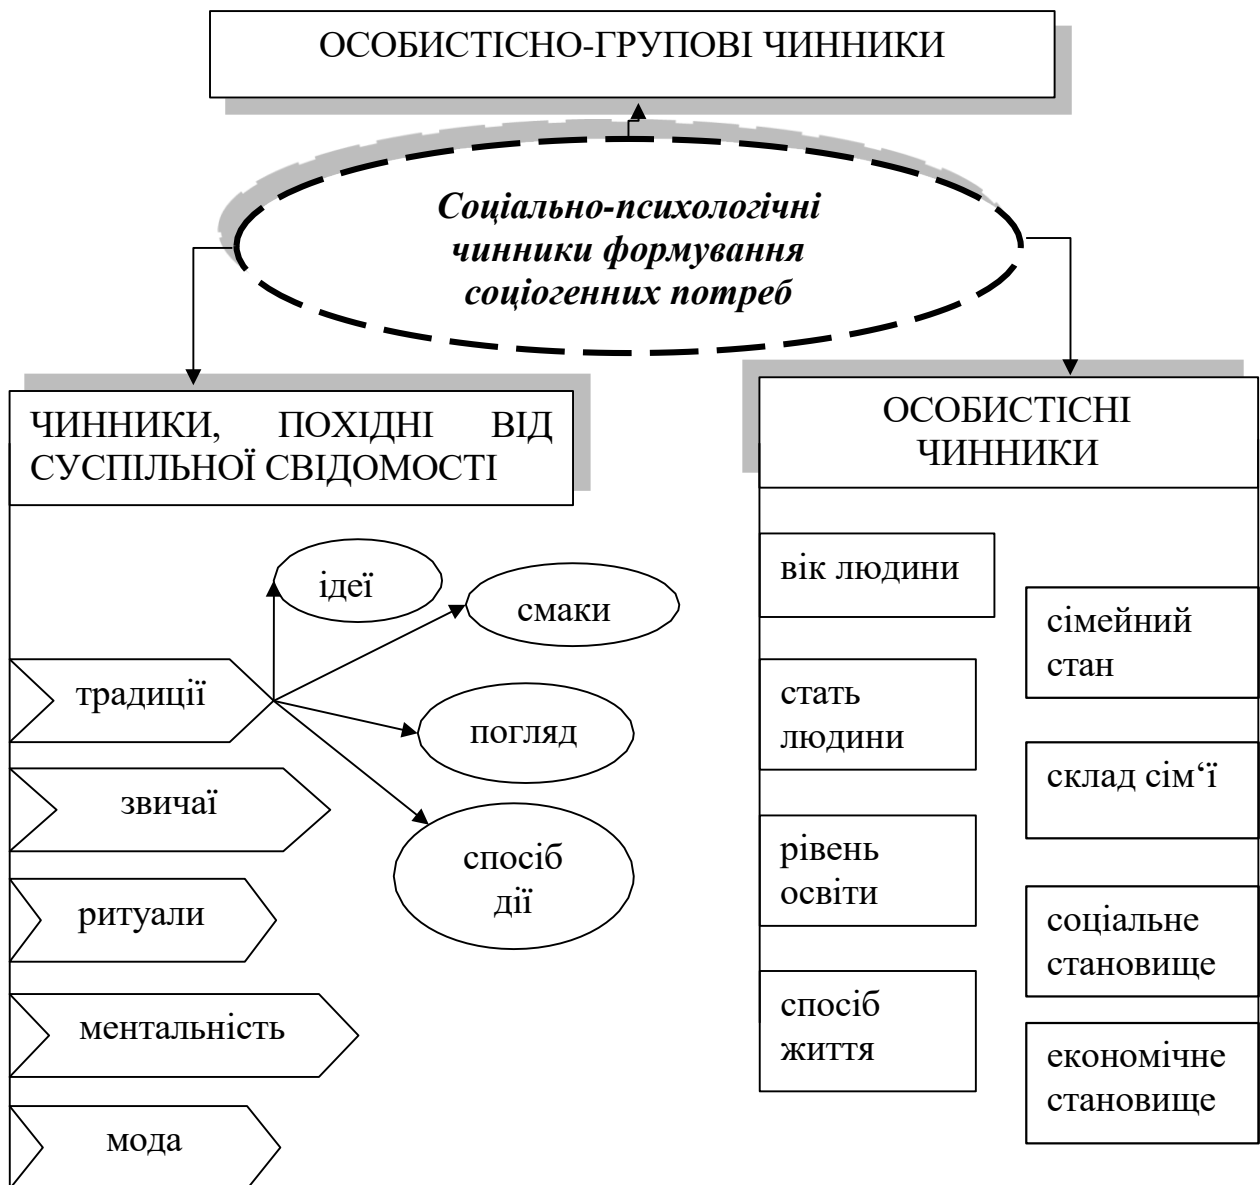 ОСОБИСТІСНО-ГРУПОВІ ЧИННИКИ
Соціально-психологічні
чинники формування
соціогенних потреб
ЧИННИКИ, ПОХІДНІ ВІД
СУСПІЛЬНОЇ СВІДОМОСТІ
ідеї
смаки
традиції
погляд
звичаї
спосіб
дії
ритуали
ментальність
мода
ОСОБИСТІСНІ
ЧИННИКИ
вік людини
сімейний
стан
стать
людини
склад сім‘ї
рівень
освіти
соціальне
становище
спосіб
життя
економічне
становище